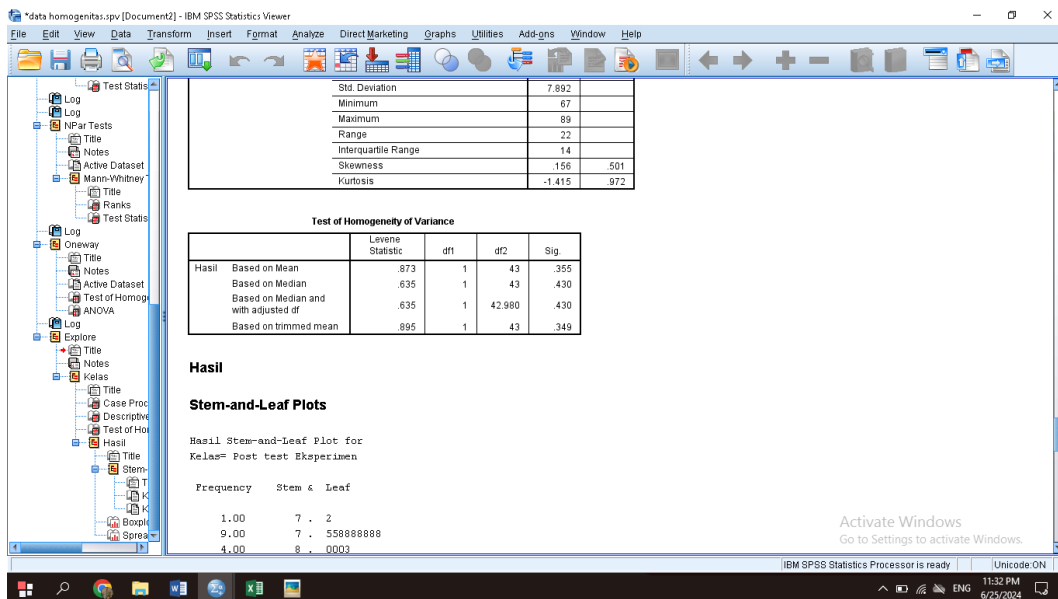 *data homogenitas.spv [Document2] - IBM SPSS Statistics Viewer
File Edit View Data Transform Insert Format Analyze Direct Marketing Graphs Utilities Add-ons Window Help
Test Statis
Log
Log
NPar Tests
Title
Notes
Active Dataset
Mann-Whitney T
Title
Ranks
Test Statis
Log
Oneway
Title
Notes
Active Dataset
Test of Homog
ANOVA
Log
Explore
Title
Notes
Kelas
Title
Case Proc
Descriptive
Test of Ho
Hasil
Title
Stem-
T
K
K
Boxpl
Sprea
Std. Deviation 7.892
Minimum 67
Maximum 89
Range 22
Interquartile Range 14
Skewness .156 .501
Kurtosis -1.415 .972
Test of Homogeneity of Variance
Levene Statistic df1 df2 Sig.
Hasil Based on Mean .873 1 43 .355
Based on Median .635 1 43 .430
Based on Median and with adjusted df .635 1 42.980 .430
Based on trimmed mean .895 1 43 .349
Hasil
Stem-and-Leaf Plots
Hasil Stem-and-Leaf Plot for
Kelas= Post test Eksperimen
Frequency Stem & Leaf
1.00 7 . 2
9.00 7 . 558888888
4.00 8 . 0003
Activate Windows
Go to Settings to activate Windows.
IBM SPSS Statistics Processor is ready Unicode:ON
ENG 11:32 PM
6/25/2024